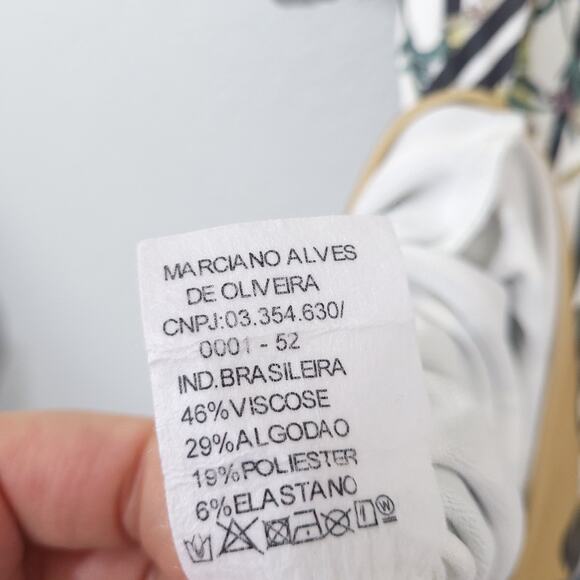 MARCIANO ALVES
DE OLIVEIRA
CNPJ:03.354.630/
0001 - 52
IND.BRASILEIRA
46%VISCOSE
29%ALGODAO
19%POLIESTER
6%ELASTANO